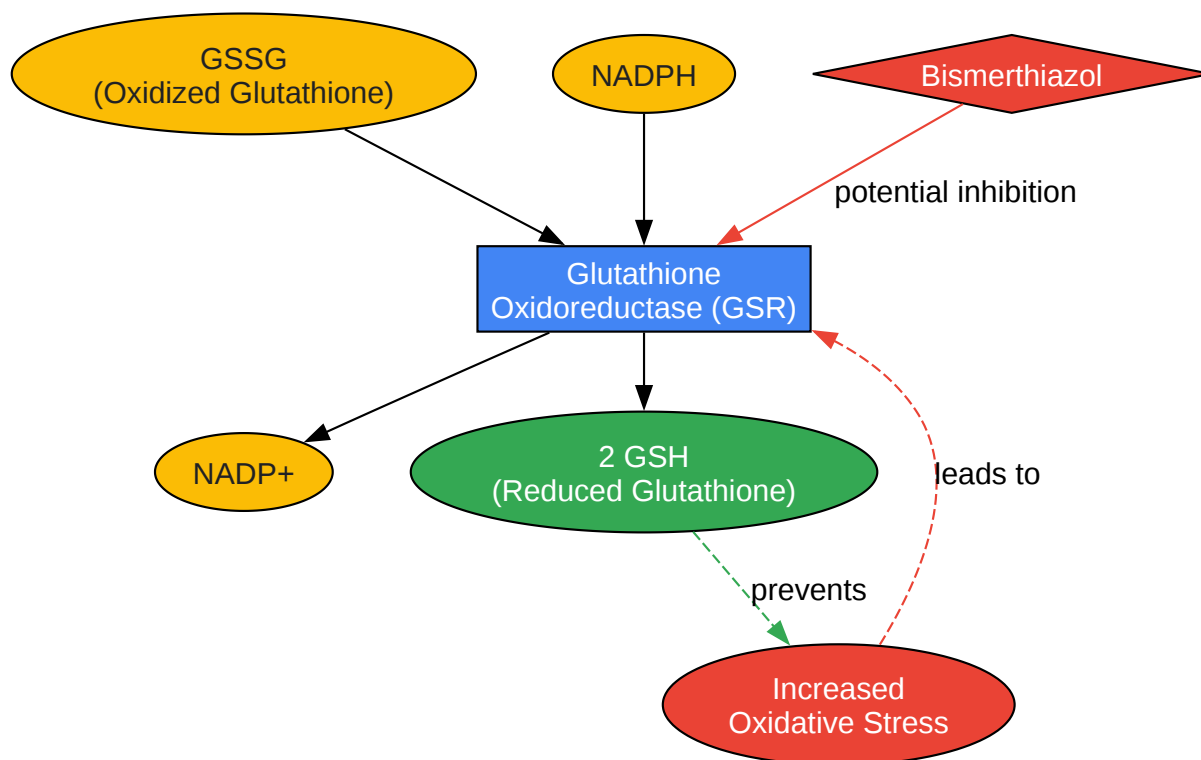 GSSG
(Oxidized Glutathione)
NADPH
Bismerthiazol
potential inhibition
Glutathione
Oxidoreductase (GSR)
NADP+
2 GSH
(Reduced Glutathione)
leads to
prevents
Increased
Oxidative Stress